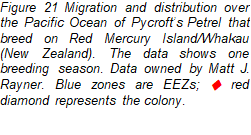 Figure 21 Migration and distribution over
the Pacific Ocean of Pycroft's Petrel that
breed on Red Mercury Island/Whakau
(New Zealand). The data shows one
breeding season. Data owned by Matt J.
Rayner. Blue zones are EEZs; ♦ red
diamond represents the colony.